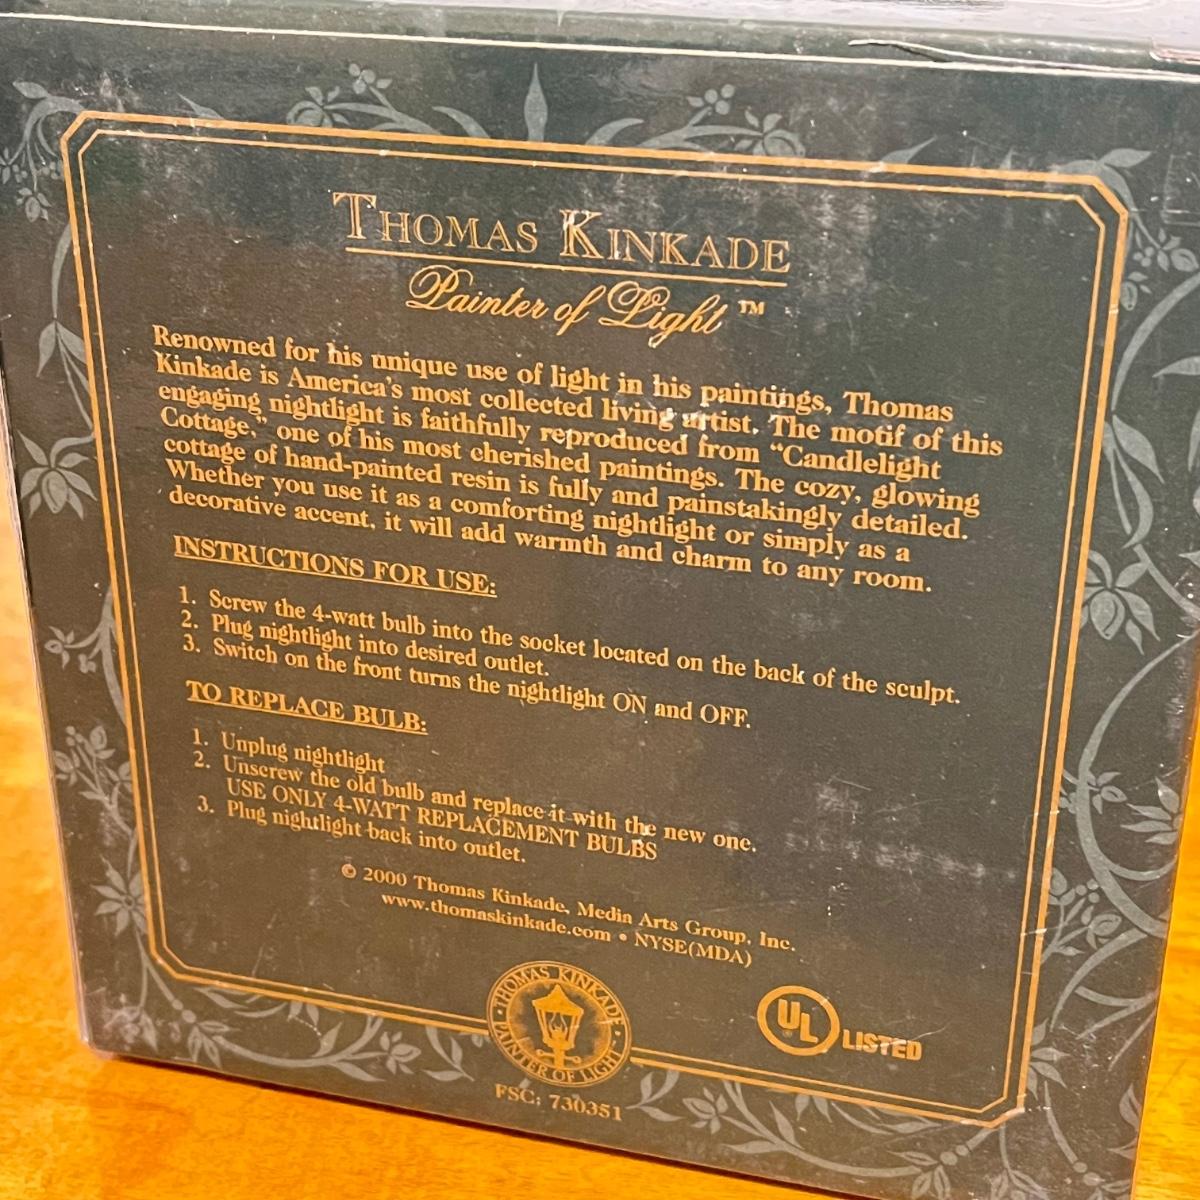 THOMAS KINKADE
Painter of Light™
Renowned for his unique use of light in his paintings, Thomas
Kinkade is America's most collected living artist. The motif of this
engaging nightlight is faithfully reproduced from “Candlelight
Cottage,” one of his most cherished paintings. The cozy, glowing
cottage of hand-painted resin is fully and painstakingly detailed.
Whether you use it as a comforting nightlight or simply as a
decorative accent, it will add warmth and charm to any room.
INSTRUCTIONS FOR USE:
1. Screw the 4-watt bulb into the socket located on the back of the sculpt.
2. Plug nightlight into desired outlet.
3. Switch on the front turns the nightlight ON and OFF.
TO REPLACE BULB:
1. Unplug nightlight
2. Unscrew the old bulb and replace it with the new one.
USE ONLY 4-WATT REPLACEMENT BULBS
3. Plug nightlight back into outlet.
© 2000 Thomas Kinkade, Media Arts Group, Inc.
www.thomaskinkade.com • NYSE(MDA)
• THOMAS KINKADE •
PAINTER OF LIGHT
UL LISTED
FSC: 730351